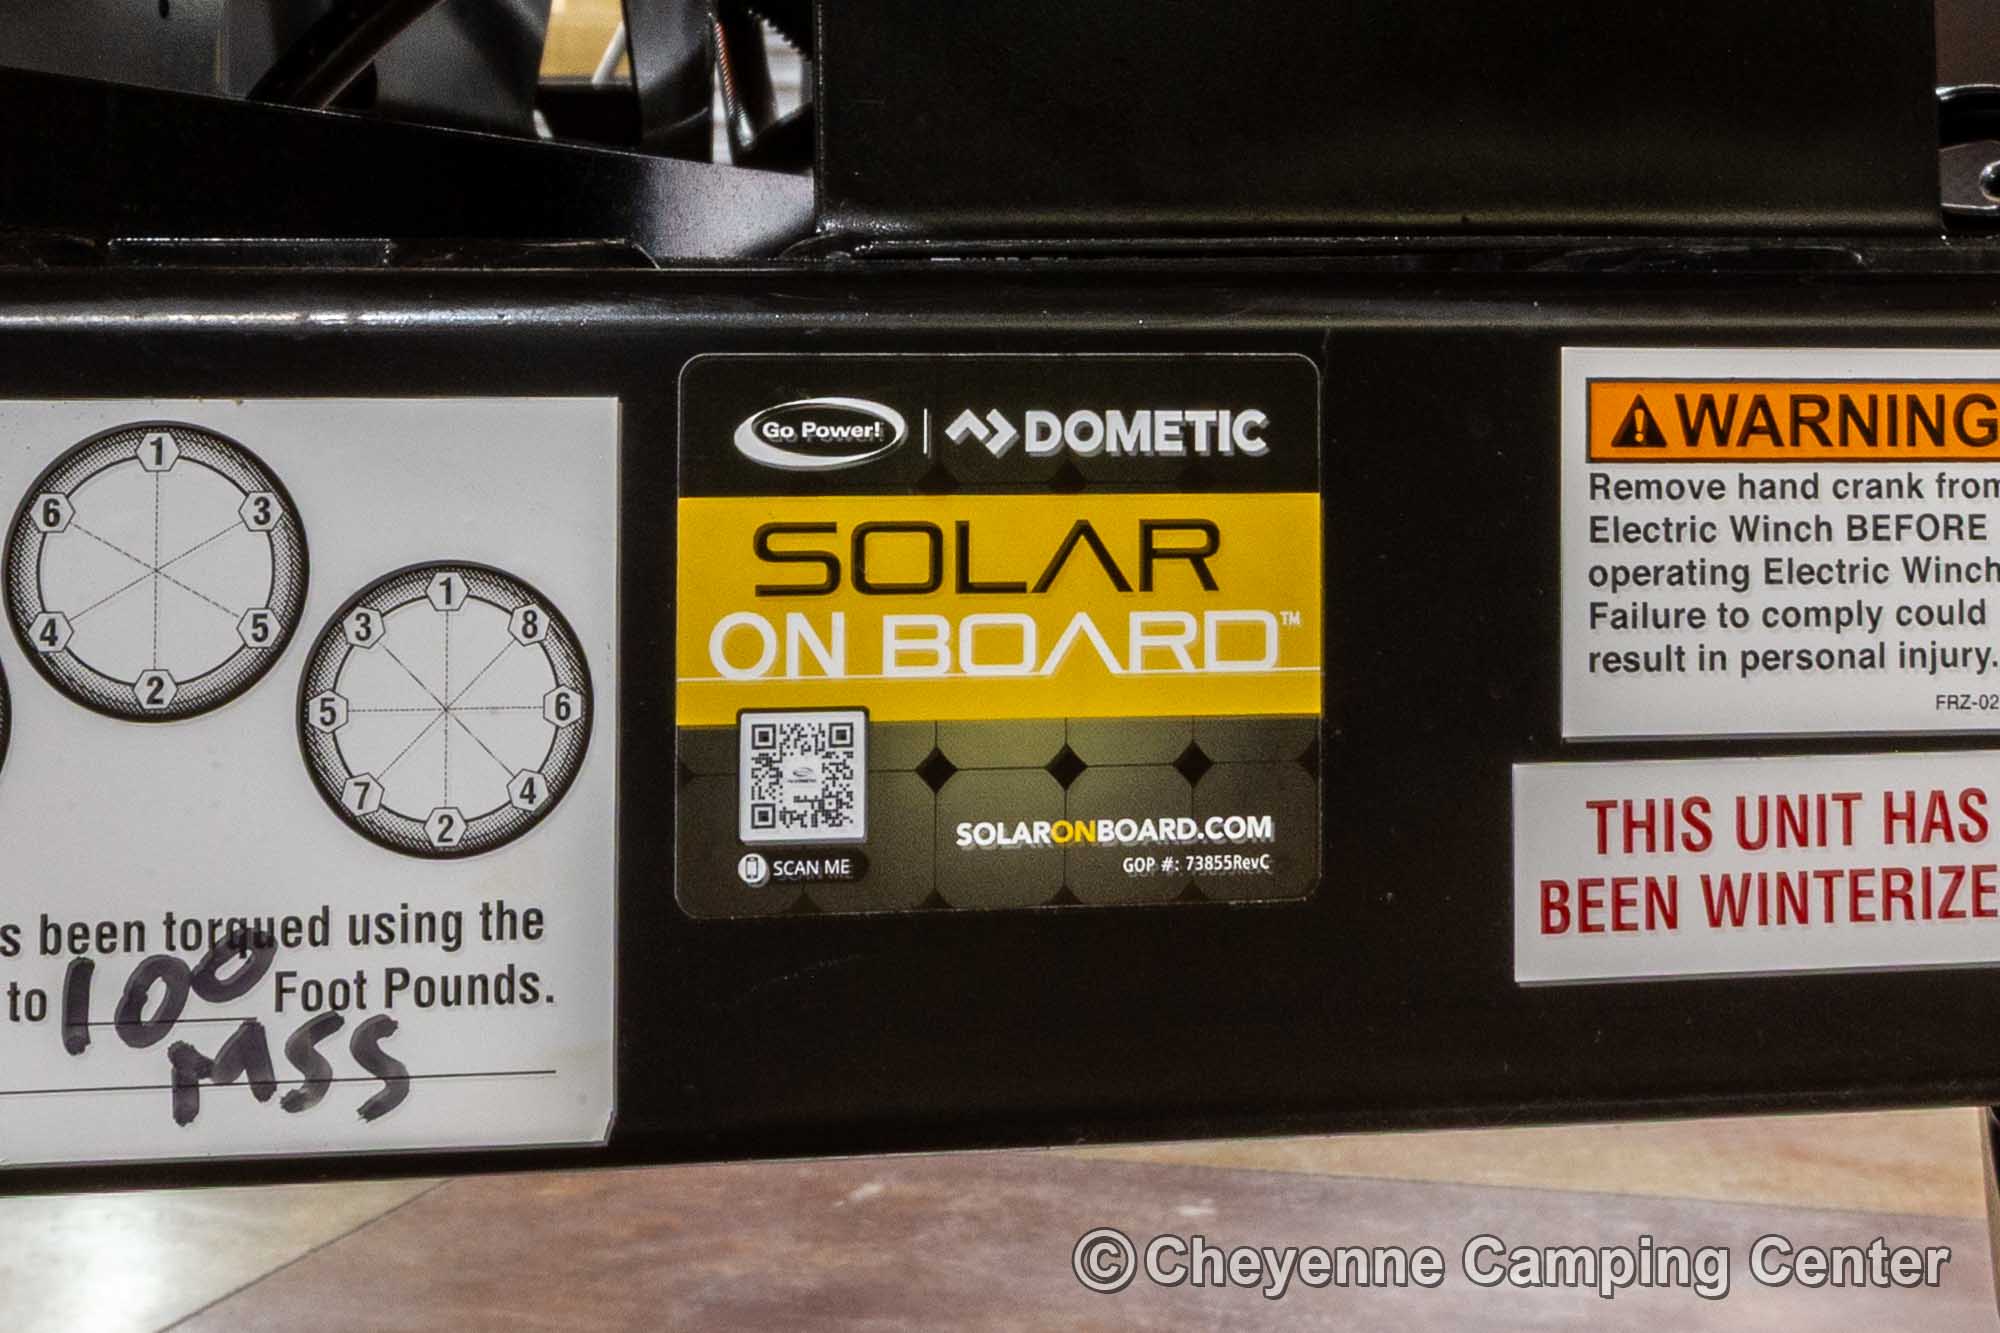 1
6
3
4
5
2
1
3
8
5
6
7
4
2
s been torqued using the
to 100 Foot Pounds.
MSS
Go Power! | DOMETIC
SOLAR
ON BOARD™
SCAN ME
SOLARONBOARD.COM
GOP #: 73855RevC
WARNING
Remove hand crank from
Electric Winch BEFORE
operating Electric Winch
Failure to comply could
result in personal injury.
FRZ-02
THIS UNIT HAS
BEEN WINTERIZE
©Cheyenne Camping Center